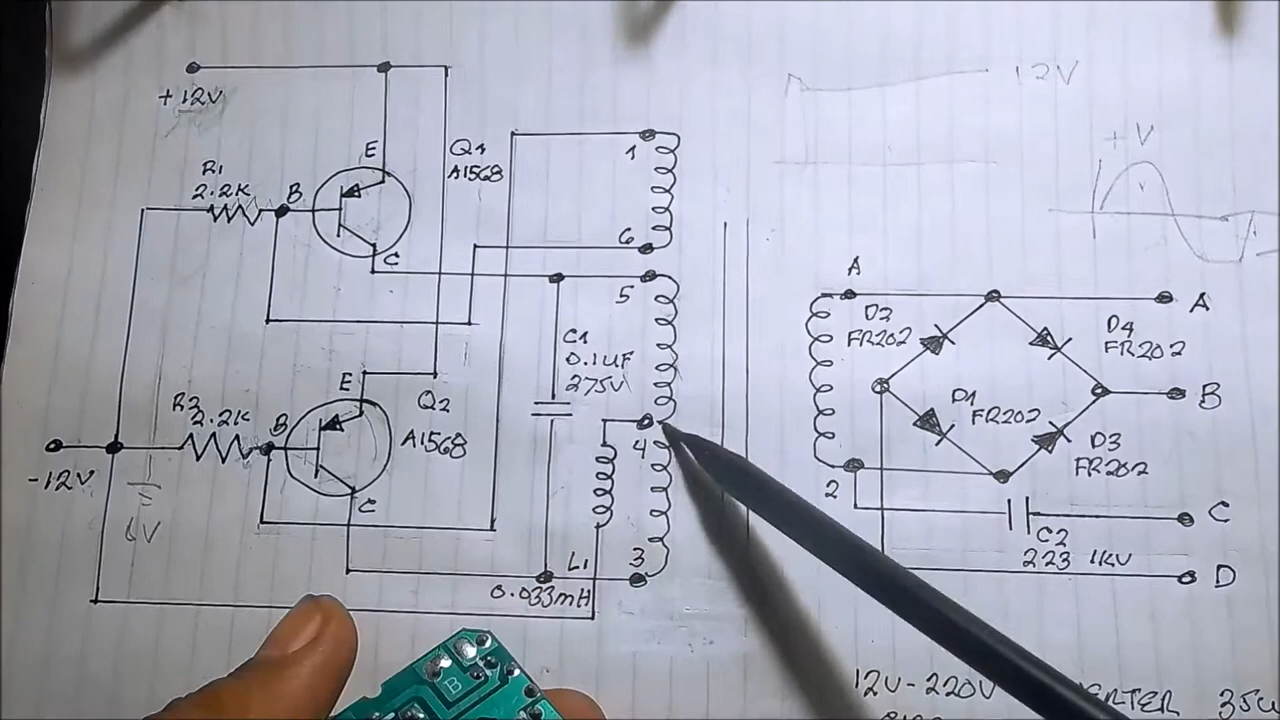 +12V
R1
2.2K
B
E
C
Q1
A1568
1
6
5
4
3
C1
0.1UF
275V
-12V
R2
2.2K
B
E
C
Q2
A1568
6V
L1
0.033mH
12V
+V
A
D2
FR202
D4
FR202
D1
FR202
D3
FR202
2
C2
223 1KV
A
B
C
D
B
12V-220V
35W